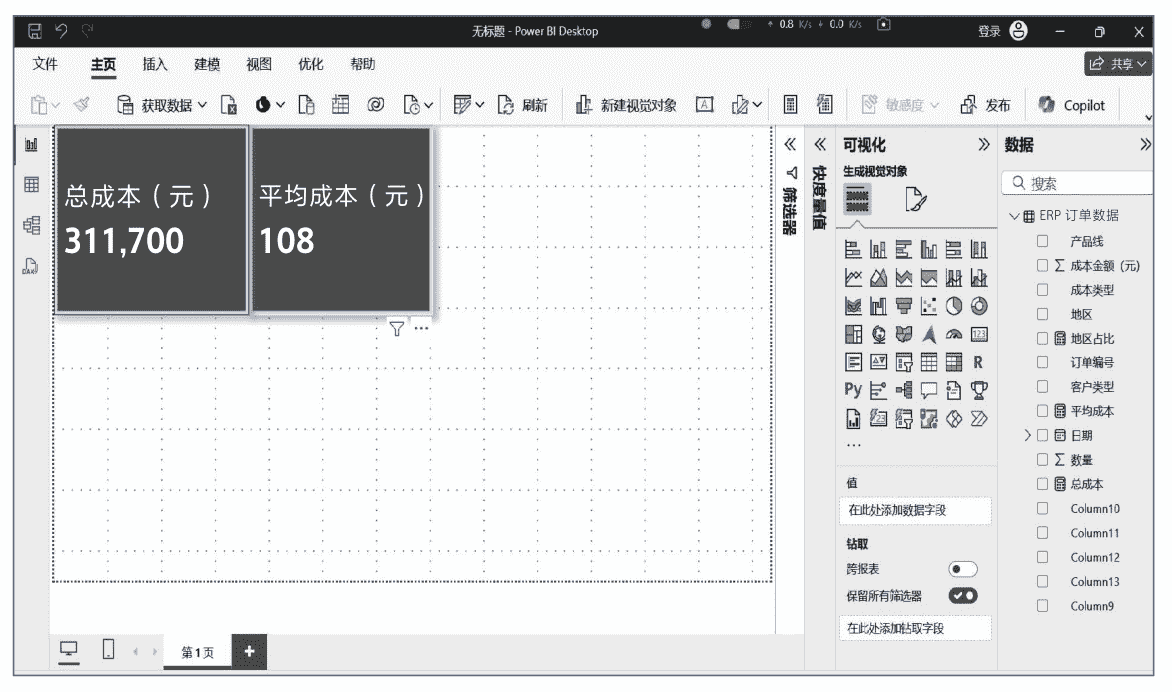 无标题 - Power BI Desktop
↑ 0.8 K/s ↓ 0.0 K/s
登录
文件 主页 插入 建模 视图 优化 帮助
共享
获取数据 刷新 新建视觉对象 A 敏感度 发布 Copilot
总成本（元）
311,700
平均成本（元）
108
筛选器
快度量值
可视化
生成视觉对象
123
R
Py
123
...
值
在此处添加数据字段
钻取
跨报表
保留所有筛选器
在此处添加钻取字段
数据
搜索
ERP 订单数据
产品线
∑ 成本金额（元）
成本类型
地区
地区占比
订单编号
客户类型
平均成本
日期
∑ 数量
总成本
Column10
Column11
Column12
Column13
Column9
第 1 页
+